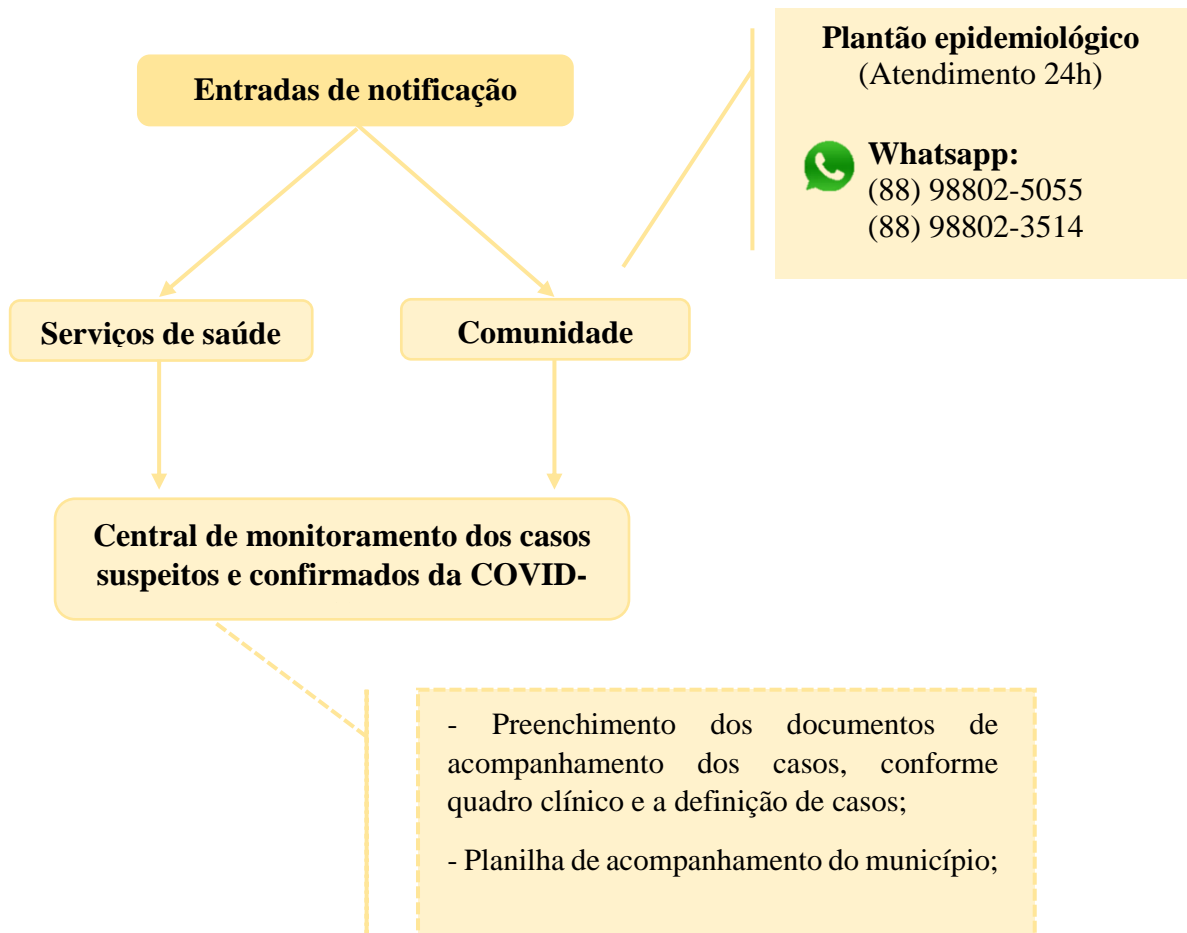 Plantão epidemiológico
(Atendimento 24h)
Whatsapp:
(88) 98802-5055
(88) 98802-3514
Entradas de notificação
Serviços de saúde
Comunidade
Central de monitoramento dos casos
suspeitos e confirmados da COVID-
- Preenchimento dos documentos de
acompanhamento dos casos, conforme
quadro clínico e a definição de casos;
- Planilha de acompanhamento do município;